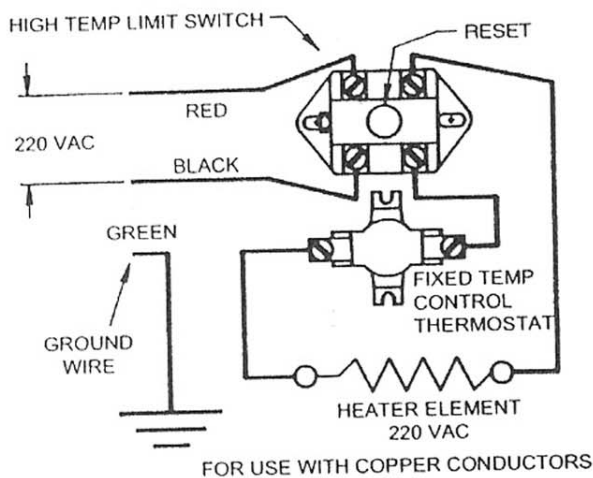 HIGH TEMP LIMIT SWITCH
RESET
RED
220 VAC
BLACK
GREEN
FIXED TEMP
CONTROL
THERMOSTAT
GROUND
WIRE
HEATER ELEMENT
220 VAC
FOR USE WITH COPPER CONDUCTORS